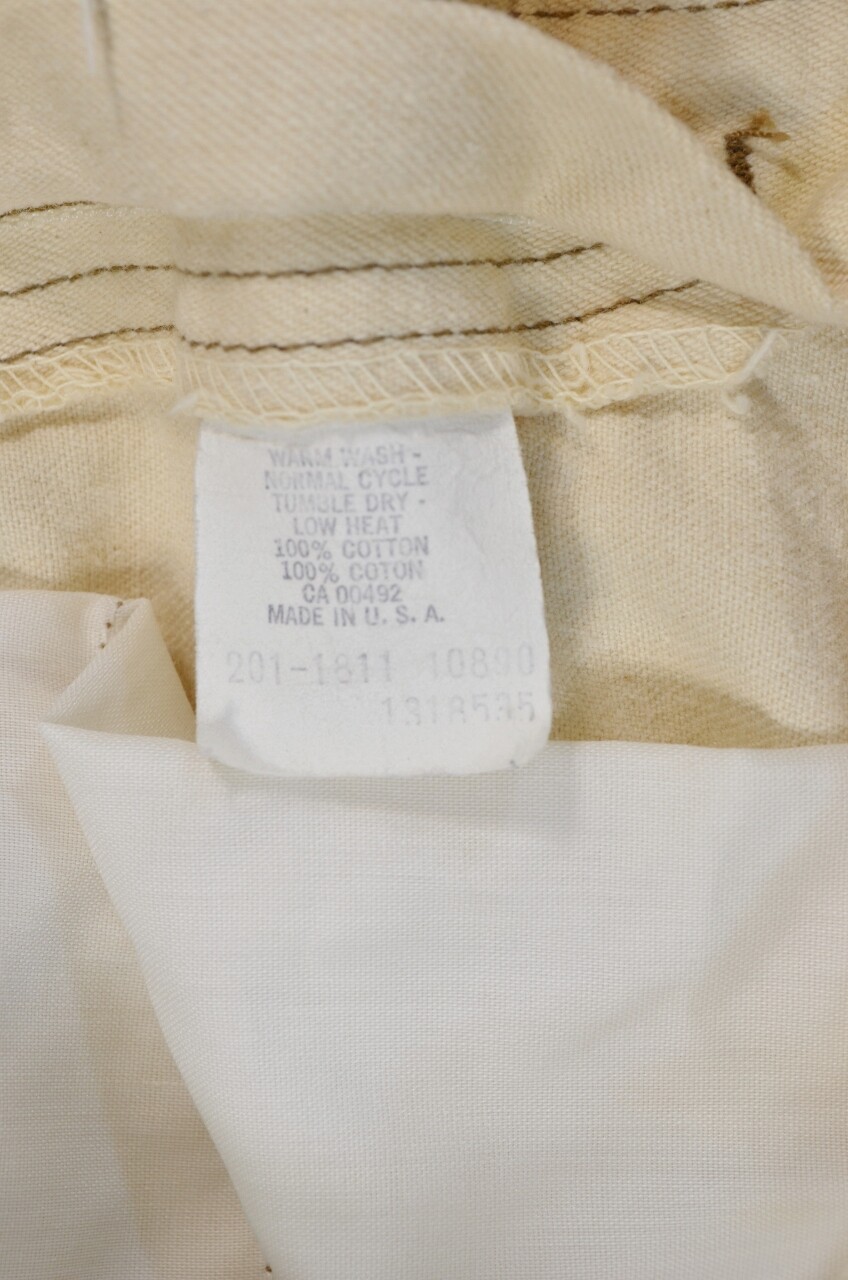 WARM WASH -
NORMAL CYCLE
TUMBLE DRY -
LOW HEAT
100% COTTON
100% COTON
CA 00492
MADE IN U. S. A.
201-1811 10890
1318535